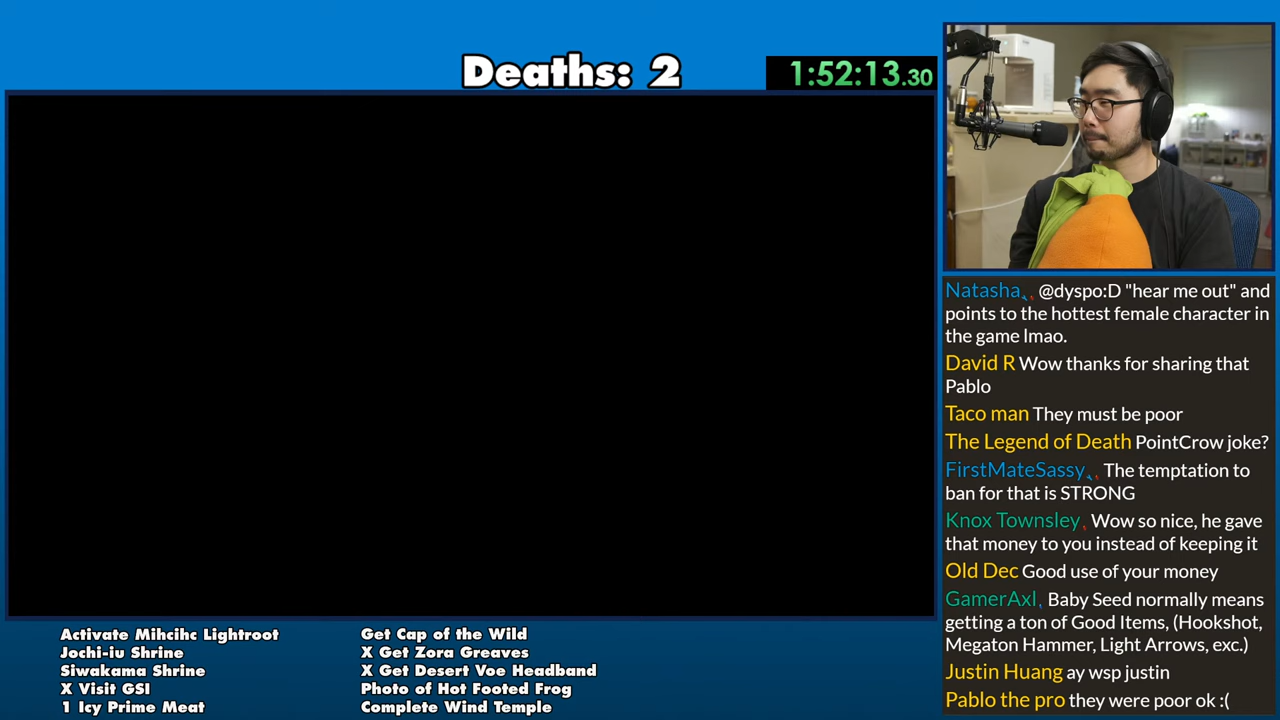 Deaths: 2
1:52:13.30
Natasha @dyspo:D "hear me out" and
points to the hottest female character in
the game lmao.
David R Wow thanks for sharing that
Pablo
Taco man They must be poor
The Legend of Death PointCrow joke?
FirstMateSassy The temptation to
ban for that is STRONG
Knox Townsley Wow so nice, he gave
that money to you instead of keeping it
Old Dec Good use of your money
GamerAxl Baby Seed normally means
getting a ton of Good Items, (Hookshot,
Megaton Hammer, Light Arrows, exc.)
Justin Huang ay wsp justin
Pablo the pro they were poor ok :(
Activate Mihcihc Lightroot
Jochi-iu Shrine
Siwakama Shrine
X Visit GSI
1 Icy Prime Meat
Get Cap of the Wild
X Get Zora Greaves
X Get Desert Voe Headband
Photo of Hot Footed Frog
Complete Wind Temple